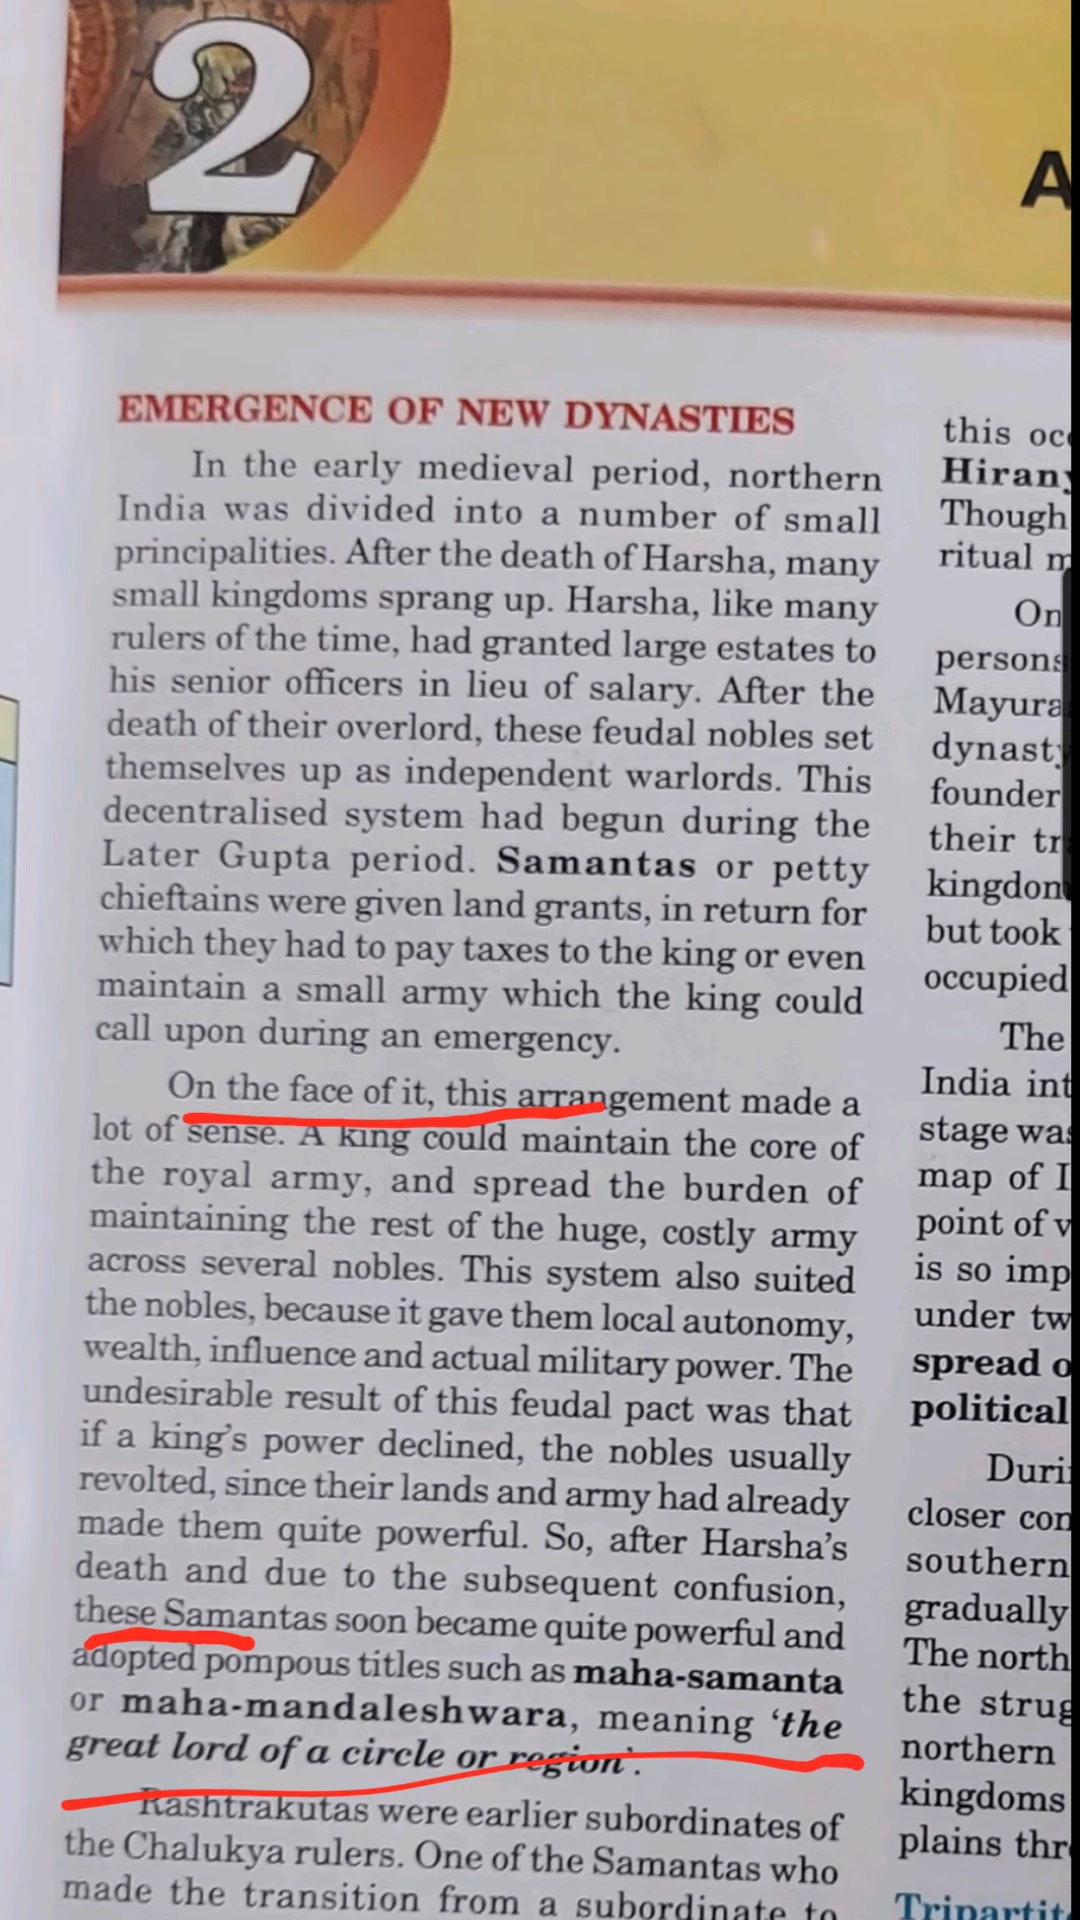 2
A
EMERGENCE OF NEW DYNASTIES
In the early medieval period, northern
India was divided into a number of small
principalities. After the death of Harsha, many
small kingdoms sprang up. Harsha, like many
rulers of the time, had granted large estates to
his senior officers in lieu of salary. After the
death of their overlord, these feudal nobles set
themselves up as independent warlords. This
decentralised system had begun during the
Later Gupta period. Samantas or petty
chieftains were given land grants, in return for
which they had to pay taxes to the king or even
maintain a small army which the king could
call upon during an emergency.
On the face of it, this arrangement made a
lot of sense. A king could maintain the core of
the royal army, and spread the burden of
maintaining the rest of the huge, costly army
across several nobles. This system also suited
the nobles, because it gave them local autonomy,
wealth, influence and actual military power. The
undesirable result of this feudal pact was that
if a king's power declined, the nobles usually
revolted, since their lands and army had already
made them quite powerful. So, after Harsha's
death and due to the subsequent confusion,
these Samantas soon became quite powerful and
adopted pompous titles such as maha-samanta
or maha-mandaleshwara, meaning 'the
great lord of a circle or region'.
Rashtrakutas were earlier subordinates of
the Chalukya rulers. One of the Samantas who
made the transition from a subordinate to
this
Though
ritual
On
persons
Mayura
dynasty
founder
their
kingdom
but took
occupied
The
India
stage
map of
point of
is so
under
spread
political
closer
southern
gradually
The north
the
northern
kingdoms
plains